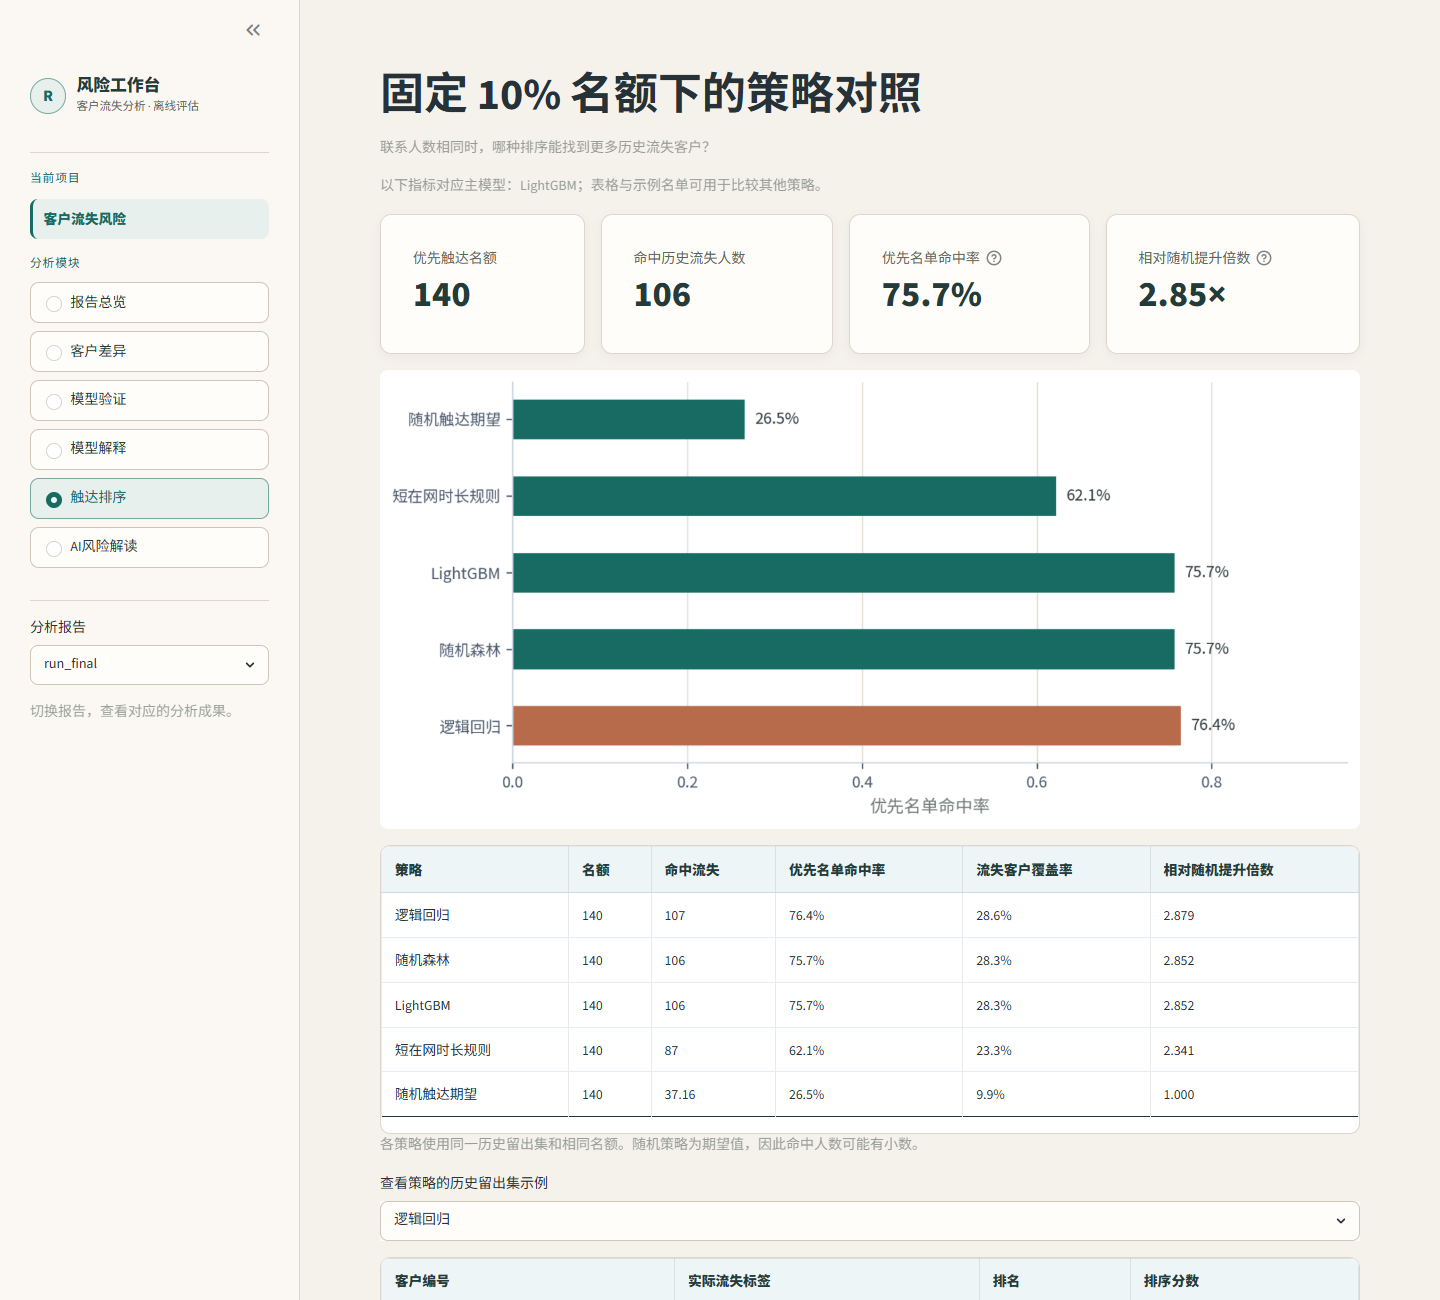 R
风险工作台
客户流失分析 · 离线评估
当前项目
客户流失风险
分析模块
报告总览
客户差异
模型验证
模型解释
触达排序
AI风险解读
分析报告
run_final
切换报告，查看对应的分析成果。
固定 10% 名额下的策略对照
联系人数相同时，哪种排序能找到更多历史流失客户？
以下指标对应主模型：LightGBM；表格与示例名单可用于比较其他策略。
优先触达名额
140
命中历史流失人数
106
优先名单命中率 ?
75.7%
相对随机提升倍数 ?
2.85×
随机触达期望 26.5%
短在网时长规则 62.1%
LightGBM 75.7%
随机森林 75.7%
逻辑回归 76.4%
0.0 0.2 0.4 0.6 0.8
优先名单命中率
策略 名额 命中流失 优先名单命中率 流失客户覆盖率 相对随机提升倍数
逻辑回归 140 107 76.4% 28.6% 2.879
随机森林 140 106 75.7% 28.3% 2.852
LightGBM 140 106 75.7% 28.3% 2.852
短在网时长规则 140 87 62.1% 23.3% 2.341
随机触达期望 140 37.16 26.5% 9.9% 1.000
各策略使用同一历史留出集和相同名额。随机策略为期望值，因此命中人数可能有小数。
查看策略的历史留出集示例
逻辑回归
客户编号 实际流失标签 排名 排序分数